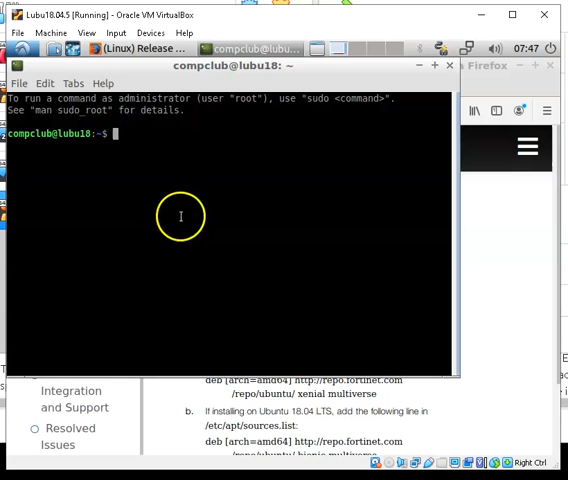 Lubu18.04.5 [Running] - Oracle VM VirtualBox
File Machine View Input Devices Help
(Linux) Release ...
compclub@lubu...
07:47
compclub@lubu18: ~
Firefox
File Edit Tabs Help
To run a command as administrator (user "root"), use "sudo <command>".
See "man sudo_root" for details.
compclub@lubu18:~$
deb [arch=amd64] http://repo.fortinet.com
/repo/ubuntu/ xenial multiverse
Integration
and Support
b. If installing on Ubuntu 18.04 LTS, add the following line in
/etc/apt/sources.list:
Resolved
Issues
deb [arch=amd64] http://repo.fortinet.com
/repo/ubuntu/ bionic multiverse
Right Ctrl